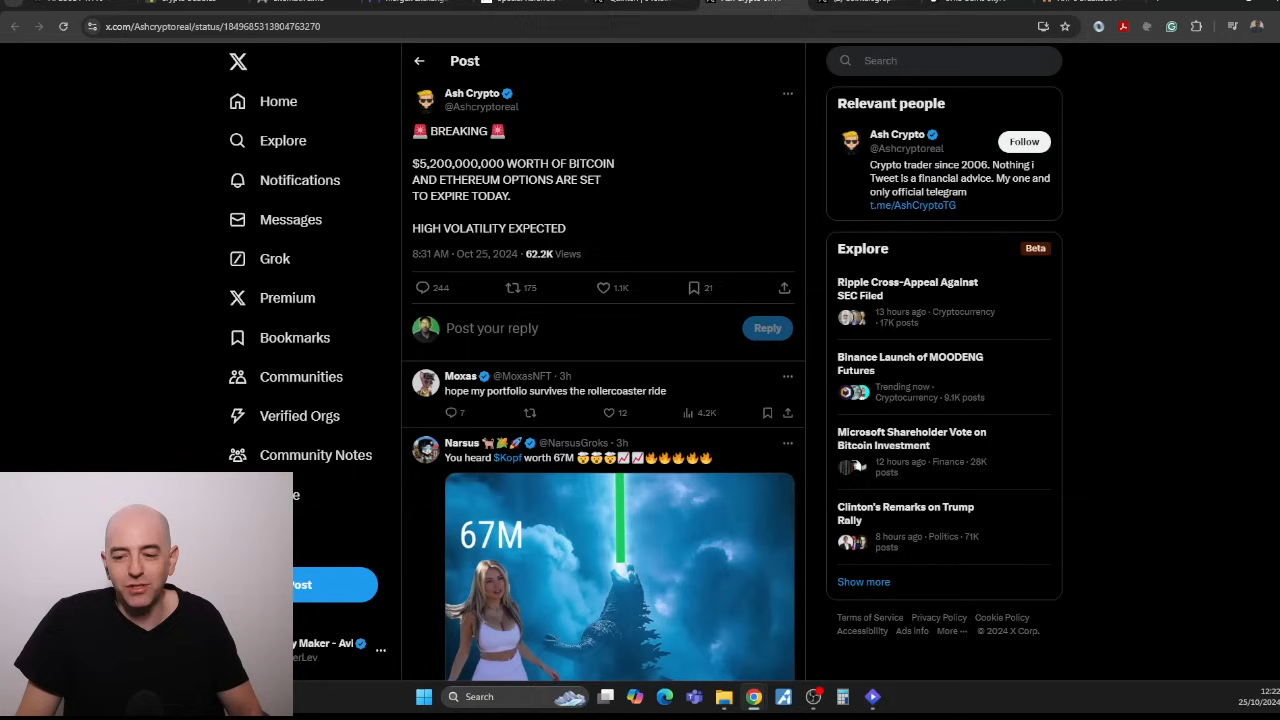 x.com/Ashcryptoreal/status/1849685313804763270
Home
Explore
Notifications
Messages
Grok
Premium
Bookmarks
Communities
Verified Orgs
Community Notes
Post
Ash Crypto
@Ashcryptoreal
🚨 BREAKING 🚨
$5,200,000,000 WORTH OF BITCOIN
AND ETHEREUM OPTIONS ARE SET
TO EXPIRE TODAY.
HIGH VOLATILITY EXPECTED
8:31 AM · Oct 25, 2024 · 62.2K Views
244 175 1.1K 21
Post your reply
Reply
Moxas @MoxasNFT · 3h
hope my portfolio survives the rollercoaster ride
7 12 4.2K
Narsus @NarsusGroks · 3h
You heard $Kopf worth 67M 🤯🤯🤯📈📈🔥🔥🔥🔥🔥
67M
Search
Relevant people
Ash Crypto
@Ashcryptoreal
Follow
Crypto trader since 2006. Nothing i
Tweet is a financial advice. My one and
only official telegram
t.me/AshCryptoTG
Explore Beta
Ripple Cross-Appeal Against
SEC Filed
13 hours ago · Cryptocurrency
· 17K posts
Binance Launch of MOODENG
Futures
Trending now ·
Cryptocurrency · 9.1K posts
Microsoft Shareholder Vote on
Bitcoin Investment
12 hours ago · Finance · 28K
posts
Clinton's Remarks on Trump
Rally
8 hours ago · Politics · 71K
posts
Show more
Terms of Service Privacy Policy Cookie Policy
Accessibility Ads info More ··· © 2024 X Corp.
Search
12:22
25/10/2024